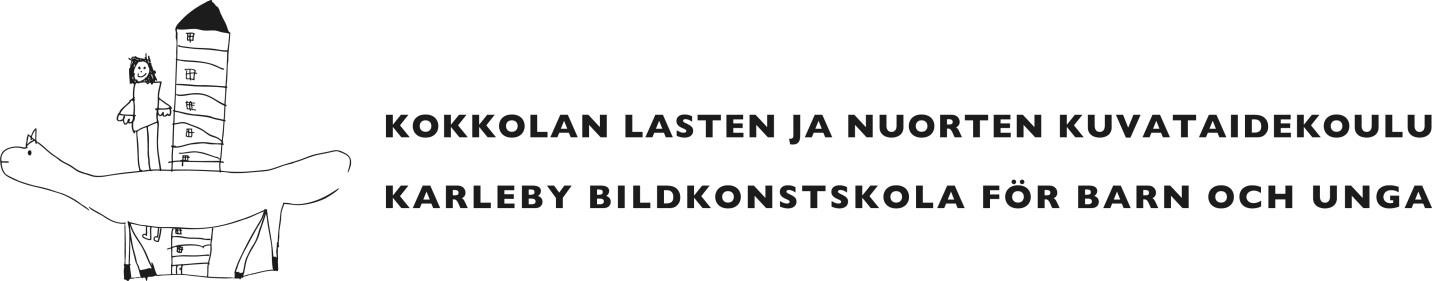 KOKKOLAN LASTEN JA NUORTEN KUVATAIDEKOULU
KARLEBY BILDKONSTSKOLA FÖR BARN OCH UNGA